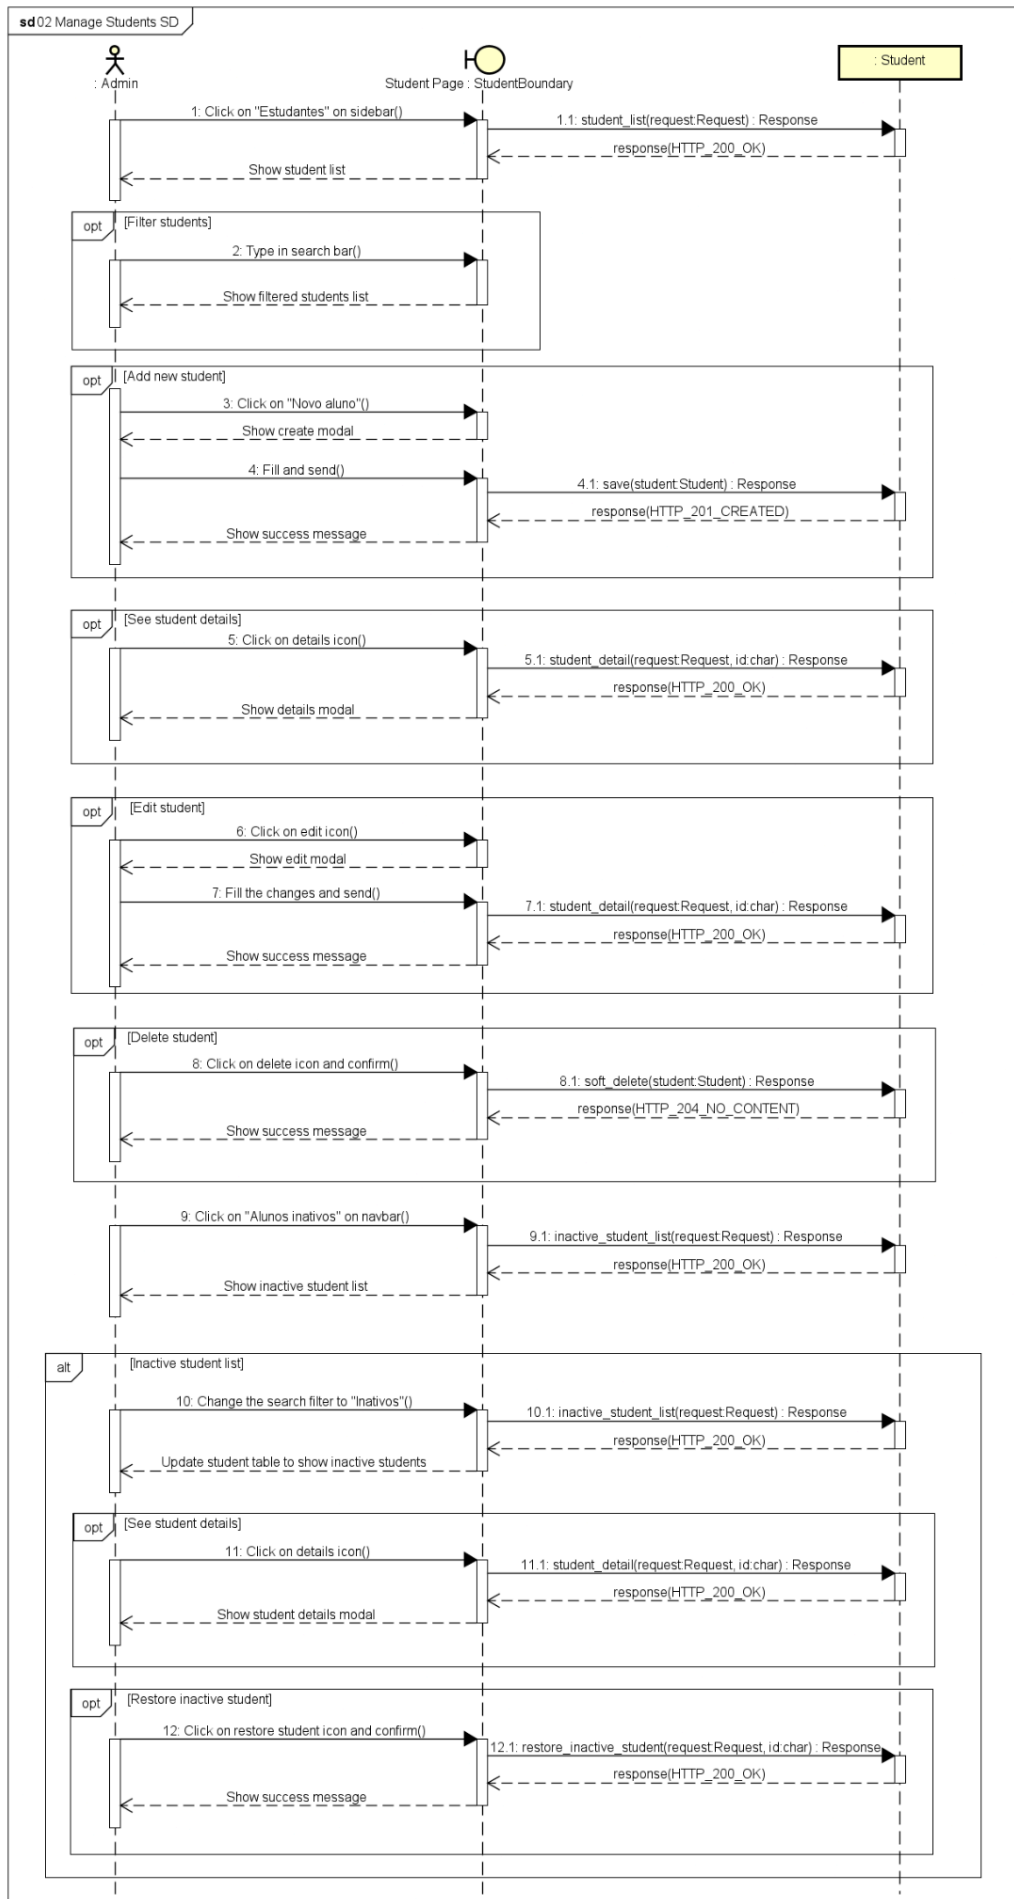 sd 02 Manage Students SD
: Admin
Student Page : StudentBoundary
: Student
1: Click on "Estudantes" on sidebar()
1.1: student_list(request:Request) : Response
response(HTTP_200_OK)
Show student list
opt
[Filter students]
2: Type in search bar()
Show filtered students list
opt
[Add new student]
3: Click on "Novo aluno"()
Show create modal
4: Fill and send()
4.1: save(student:Student) : Response
response(HTTP_201_CREATED)
Show success message
opt
[See student details]
5: Click on details icon()
5.1: student_detail(request:Request, id:char) : Response
response(HTTP_200_OK)
Show details modal
opt
[Edit student]
6: Click on edit icon()
Show edit modal
7: Fill the changes and send()
7.1: student_detail(request:Request, id:char) : Response
response(HTTP_200_OK)
Show success message
opt
[Delete student]
8: Click on delete icon and confirm()
8.1: soft_delete(student:Student) : Response
response(HTTP_204_NO_CONTENT)
Show success message
9: Click on "Alunos inativos" on navbar()
9.1: inactive_student_list(request:Request) : Response
response(HTTP_200_OK)
Show inactive student list
alt
[Inactive student list]
10: Change the search filter to "Inativos"()
10.1: inactive_student_list(request:Request) : Response
response(HTTP_200_OK)
Update student table to show inactive students
opt
[See student details]
11: Click on details icon()
11.1: student_detail(request:Request, id:char) : Response
response(HTTP_200_OK)
Show student details modal
opt
[Restore inactive student]
12: Click on restore student icon and confirm()
12.1: restore_inactive_student(request:Request, id:char) : Response
response(HTTP_200_OK)
Show success message